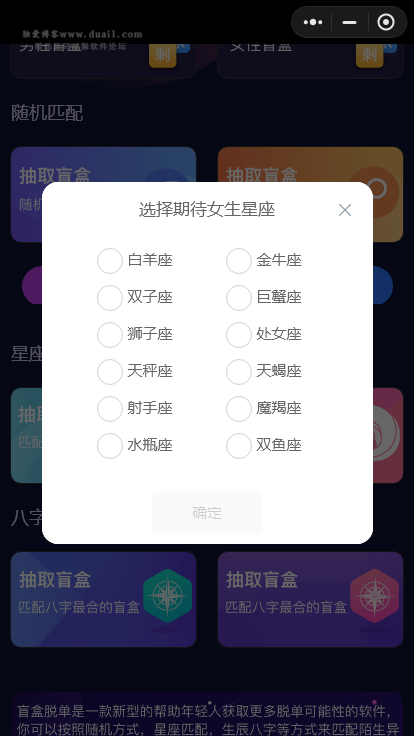 独爱博客www.duai1.com
男性盲盒
剩
女性盲盒
剩
随机匹配
抽取盲盒
抽取盲盒
随机
选择期待女生星座
白羊座
金牛座
双子座
巨蟹座
狮子座
处女座
天秤座
天蝎座
射手座
魔羯座
水瓶座
双鱼座
确定
星座
抽取
匹配
八字
抽取盲盒
匹配八字最合的盲盒
抽取盲盒
匹配八字最合的盲盒
盲盒脱单是一款新型的帮助年轻人获取更多脱单可能性的软件，
你可以按照随机方式，星座匹配，生辰八字等方式来匹配陌生异